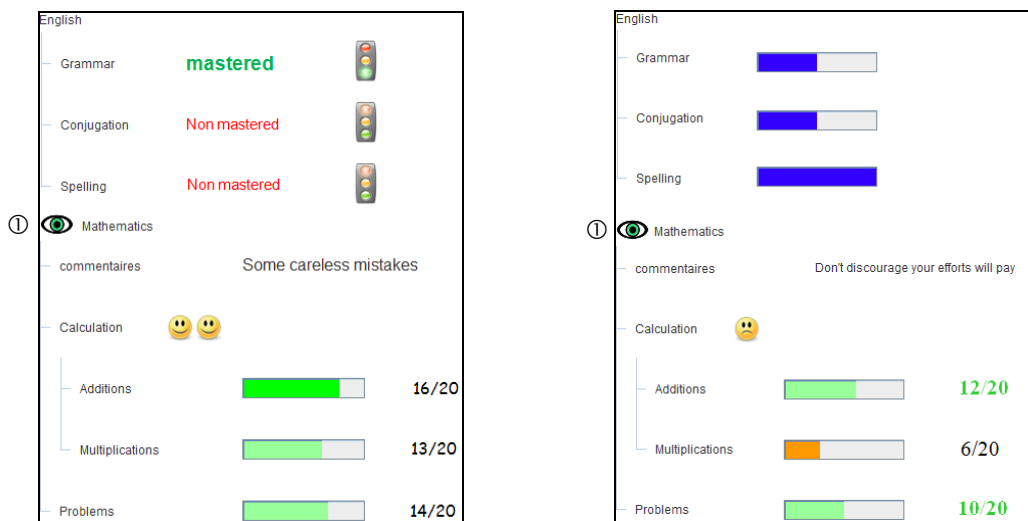 English
Grammar mastered
Conjugation Non mastered
Spelling Non mastered
① Mathematics
commentaires Some careless mistakes
Calculation
Additions 16/20
Multiplications 13/20
Problems 14/20
English
Grammar
Conjugation
Spelling
① Mathematics
commentaires Don't discourage your efforts will pay
Calculation
Additions 12/20
Multiplications 6/20
Problems 10/20